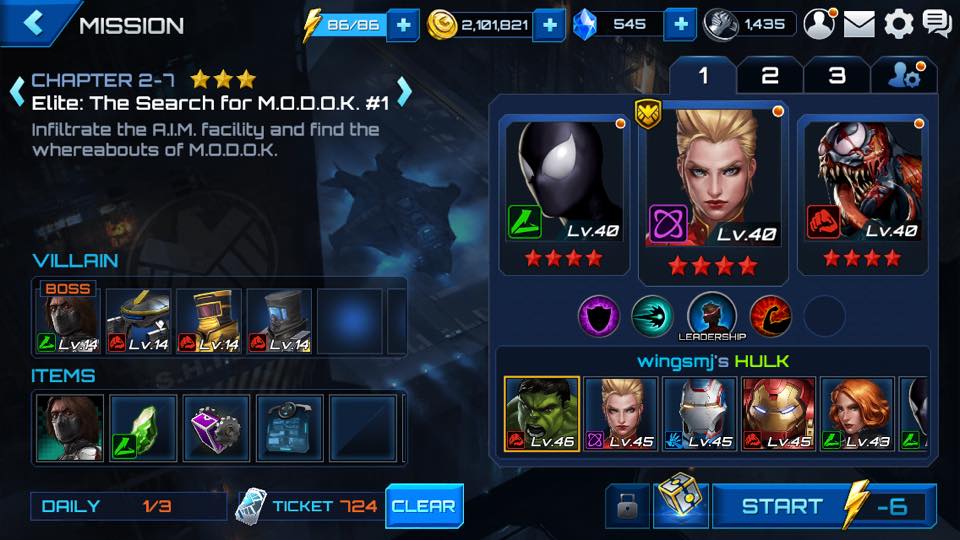 MISSION
86/86
2,101,821
545
1,435
CHAPTER 2-7
Elite: The Search for M.O.D.O.K. #1
Infiltrate the A.I.M. facility and find the
whereabouts of M.O.D.O.K.
1 2 3
Lv.40
Lv.40
Lv.40
VILLAIN
BOSS
Lv.14
Lv.14
Lv.14
Lv.14
LEADERSHIP
wingsmj's HULK
ITEMS
Lv.46
Lv.45
Lv.45
Lv.45
Lv.43
DAILY 1/3
TICKET 724
CLEAR
START -6